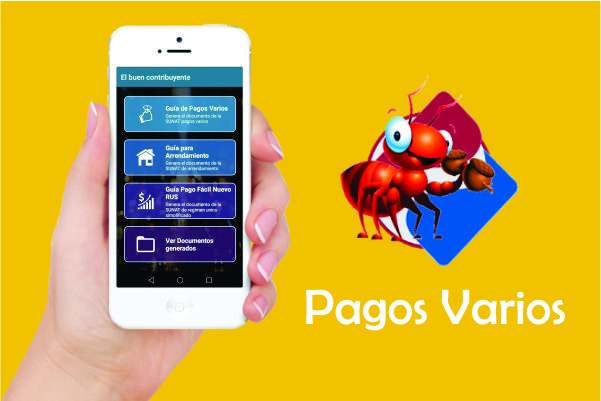 El buen contribuyente
Guía de Pagos Varios
Genera el documento de la
SUNAT pagos varios
Guía para
Arrendamiento
Genera el documento de la
SUNAT de arrendamiento
Guía Pago Fácil Nuevo
RUS
Genera el documento de la
SUNAT de regimen unico
simplificado
Ver Documentos
generados
Pagos Varios